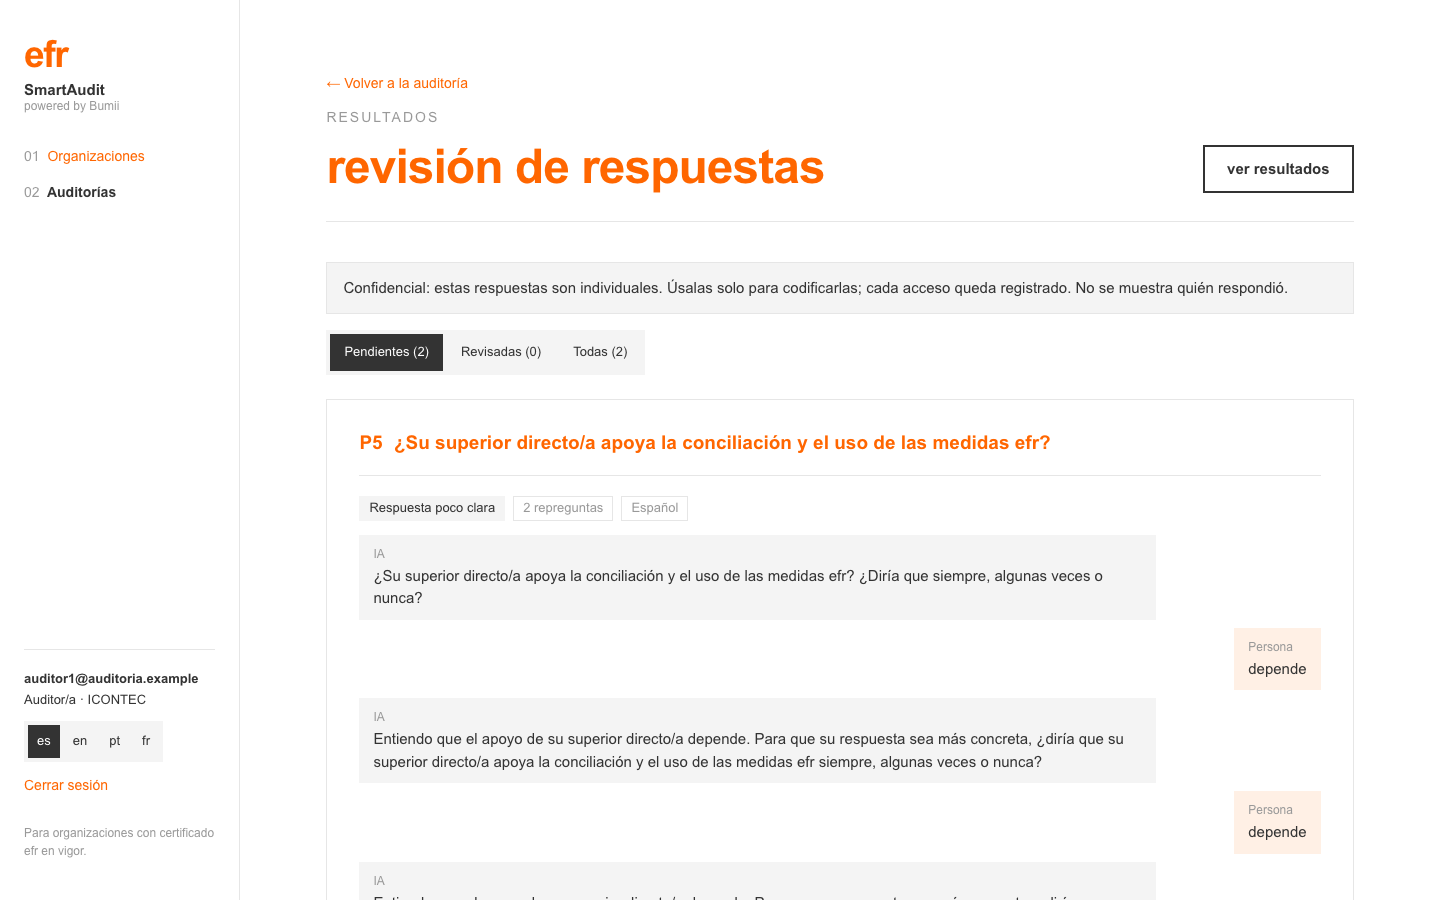 efr
SmartAudit
powered by Bumii
01 Organizaciones
02 Auditorías
auditor1@auditoria.example
Auditor/a · ICONTEC
es en pt fr
Cerrar sesión
Para organizaciones con certificado
efr en vigor.
← Volver a la auditoría
RESULTADOS
revisión de respuestas
ver resultados
Confidencial: estas respuestas son individuales. Úsalas solo para codificarlas; cada acceso queda registrado. No se muestra quién respondió.
Pendientes (2) Revisadas (0) Todas (2)
P5 ¿Su superior directo/a apoya la conciliación y el uso de las medidas efr?
Respuesta poco clara 2 repreguntas Español
IA
¿Su superior directo/a apoya la conciliación y el uso de las medidas efr? ¿Diría que siempre, algunas veces o
nunca?
Persona
depende
IA
Entiendo que el apoyo de su superior directo/a depende. Para que su respuesta sea más concreta, ¿diría que su
superior directo/a apoya la conciliación y el uso de las medidas efr siempre, algunas veces o nunca?
Persona
depende
IA